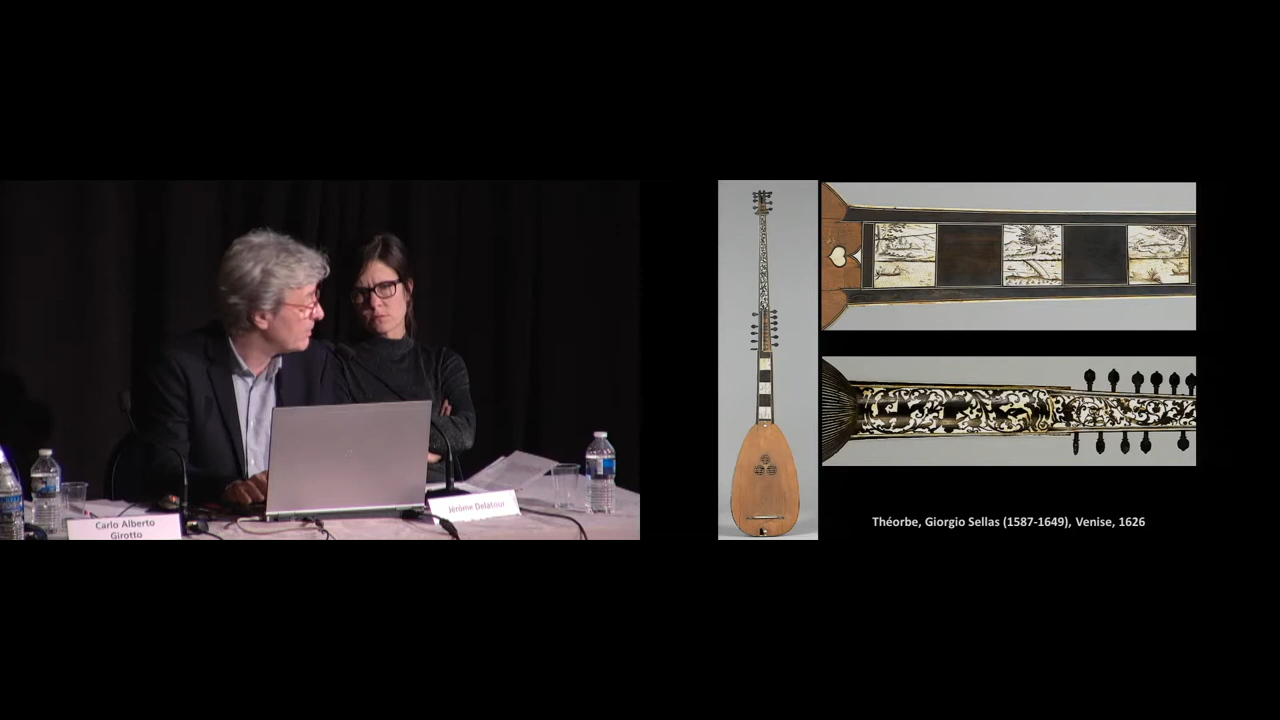 Carlo Alberto
Girotto
Jérôme Delatour
Théorbe, Giorgio Sellas (1587-1649), Venise, 1626